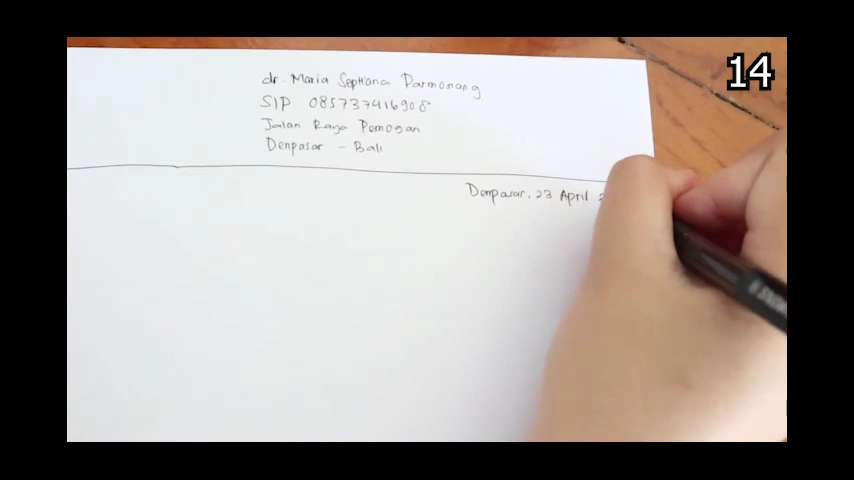 14
dr. Maria Septiana Parmonang
SIP 085737416908
Jalan Raya Pemogan
Denpasar - Bali
Denpasar, 23 April